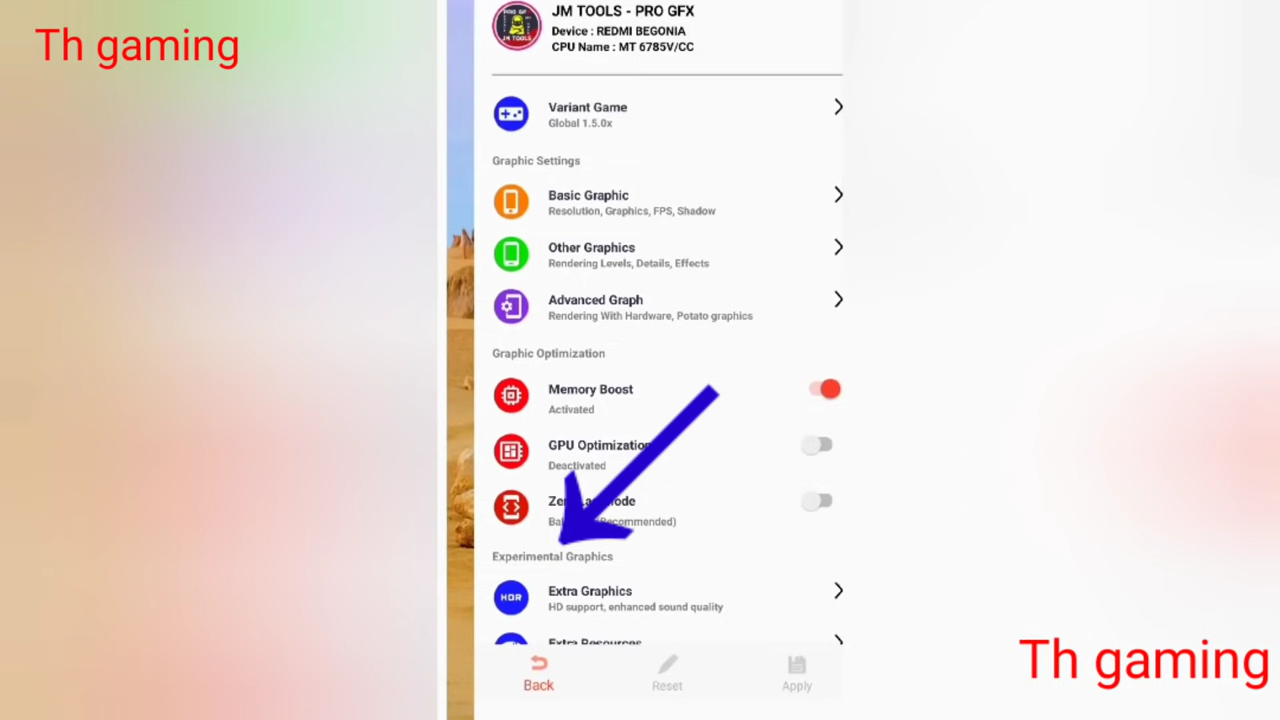 Th gaming
JM TOOLS - PRO GFX
Device : REDMI BEGONIA
CPU Name : MT 6785V/CC
Variant Game
Global 1.5.0x
Graphic Settings
Basic Graphic
Resolution, Graphics, FPS, Shadow
Other Graphics
Rendering Levels, Details, Effects
Advanced Graph
Rendering With Hardware, Potato graphics
Graphic Optimization
Memory Boost
Activated
GPU Optimization
Deactivated
Recommended)
Experimental Graphics
HDR
Extra Graphics
HD support, enhanced sound quality
Extra Resources
Back
Reset
Apply
Th gaming